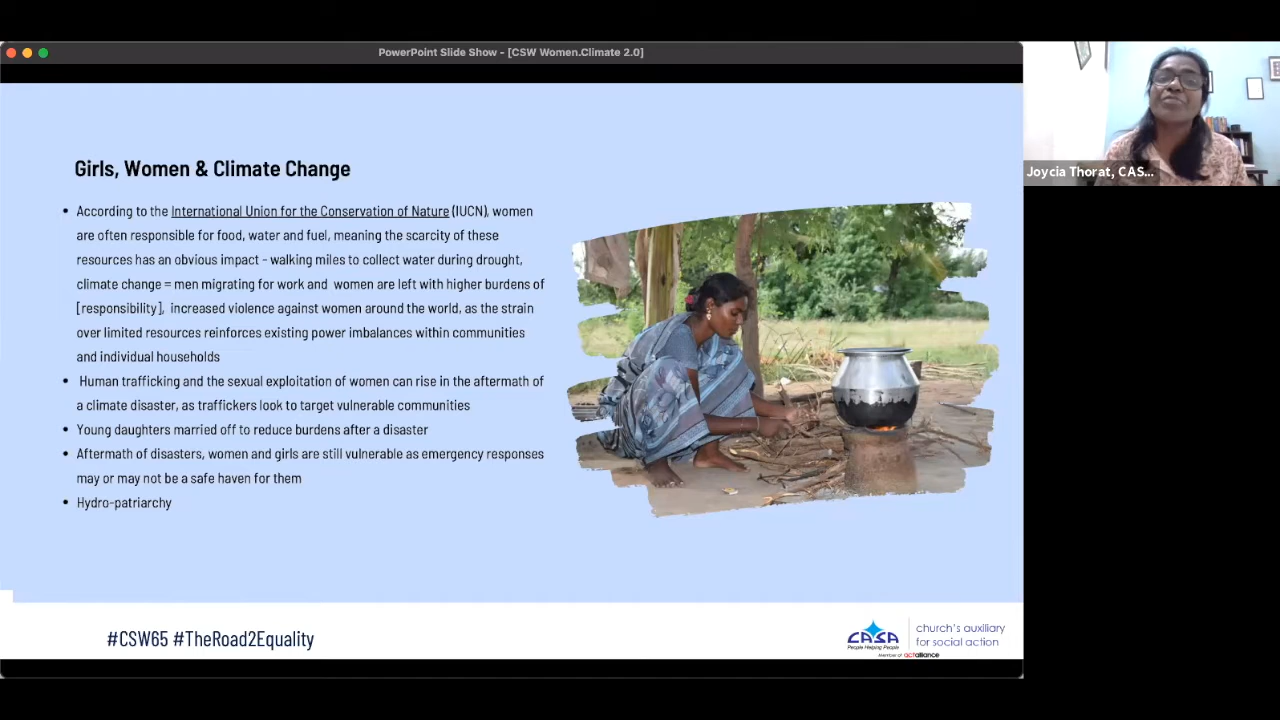 PowerPoint Slide Show - [CSW Women.Climate 2.0]
Girls, Women & Climate Change
• According to the International Union for the Conservation of Nature (IUCN), women
are often responsible for food, water and fuel, meaning the scarcity of these
resources has an obvious impact - walking miles to collect water during drought,
climate change = men migrating for work and women are left with higher burdens of
[responsibility], increased violence against women around the world, as the strain
over limited resources reinforces existing power imbalances within communities
and individual households
• Human trafficking and the sexual exploitation of women can rise in the aftermath of
a climate disaster, as traffickers look to target vulnerable communities
• Young daughters married off to reduce burdens after a disaster
• Aftermath of disasters, women and girls are still vulnerable as emergency responses
may or may not be a safe haven for them
• Hydro-patriarchy
Joycia Thorat, CAS...
#CSW65 #TheRoad2Equality
CASA
People Helping People
church's auxiliary
for social action
Member of actalliance